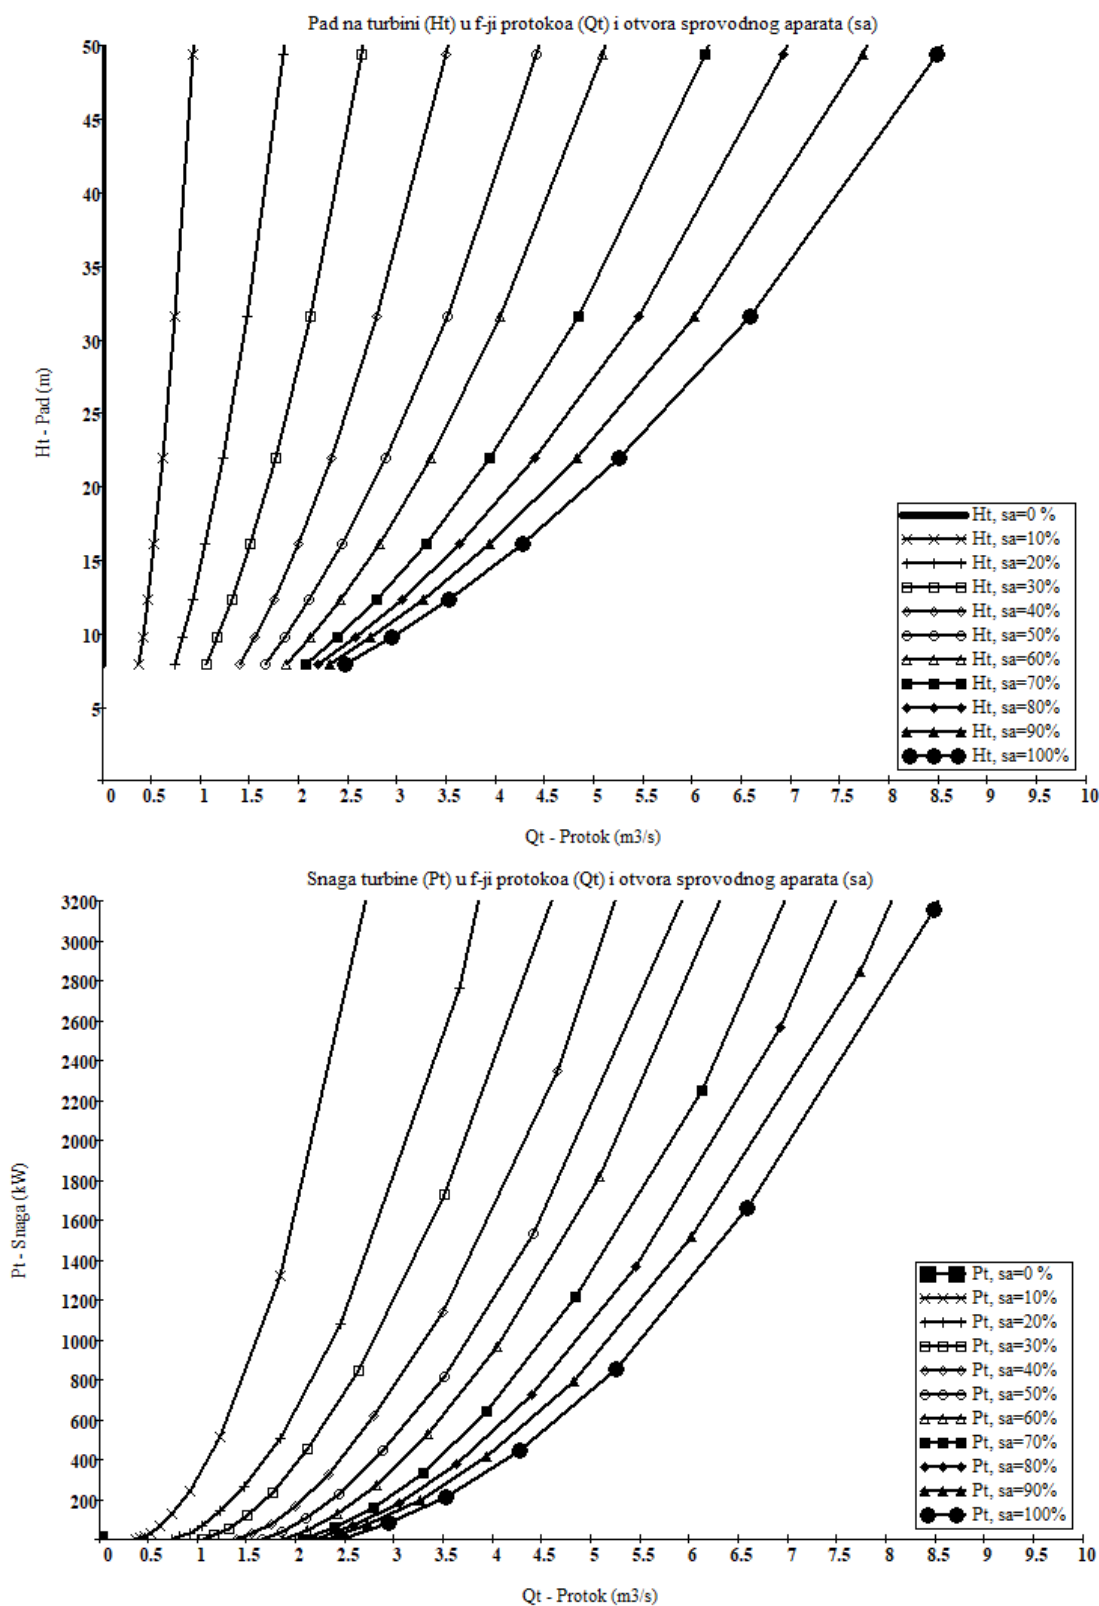 Pad na turbini (Ht) u f-ji protokoa (Qt) i otvora sprovodnog aparata (sa)
50
45
40
35
30
25
20
15
10
5
Ht - Pad (m)
Ht, sa=0 %
Ht, sa=10%
Ht, sa=20%
Ht, sa=30%
Ht, sa=40%
Ht, sa=50%
Ht, sa=60%
Ht, sa=70%
Ht, sa=80%
Ht, sa=90%
Ht, sa=100%
0 0.5 1 1.5 2 2.5 3 3.5 4 4.5 5 5.5 6 6.5 7 7.5 8 8.5 9 9.5 10
Qt - Protok (m3/s)
Snaga turbine (Pt) u f-ji protokoa (Qt) i otvora sprovodnog aparata (sa)
3200
3000
2800
2600
2400
2200
2000
1800
1600
1400
1200
1000
800
600
400
200
Pt - Snaga (kW)
Pt, sa=0 %
Pt, sa=10%
Pt, sa=20%
Pt, sa=30%
Pt, sa=40%
Pt, sa=50%
Pt, sa=60%
Pt, sa=70%
Pt, sa=80%
Pt, sa=90%
Pt, sa=100%
0 0.5 1 1.5 2 2.5 3 3.5 4 4.5 5 5.5 6 6.5 7 7.5 8 8.5 9 9.5 10
Qt - Protok (m3/s)